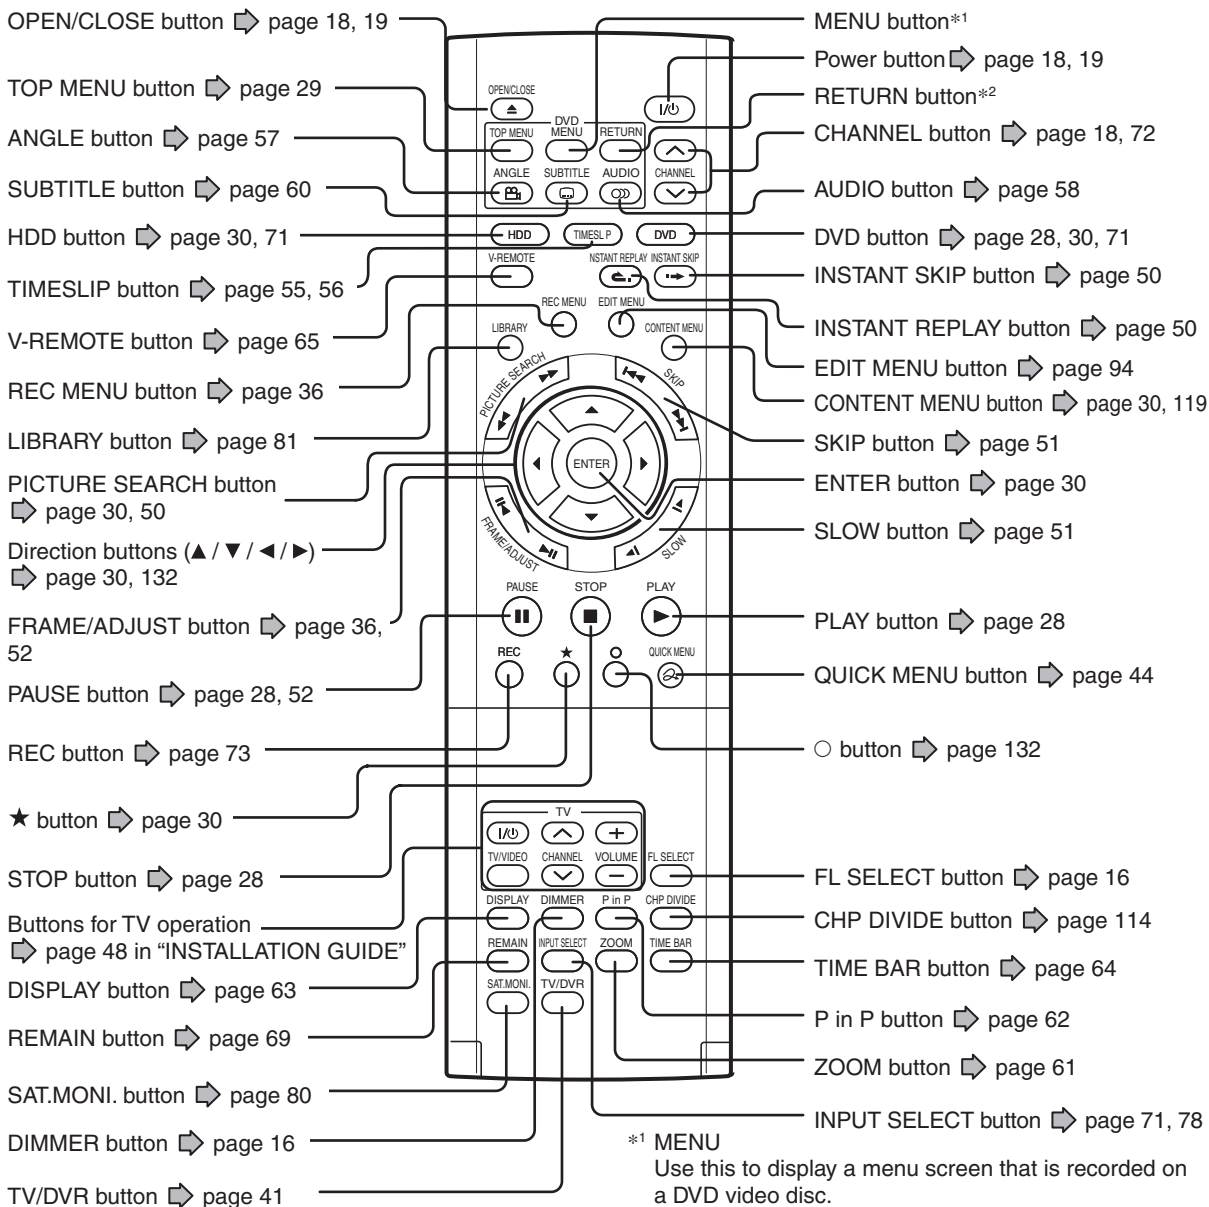 OPEN/CLOSE button ⇨ page 18, 19
TOP MENU button ⇨ page 29
ANGLE button ⇨ page 57
SUBTITLE button ⇨ page 60
HDD button ⇨ page 30, 71
TIMESLIP button ⇨ page 55, 56
V-REMOTE button ⇨ page 65
REC MENU button ⇨ page 36
LIBRARY button ⇨ page 81
PICTURE SEARCH button
⇨ page 30, 50
Direction buttons (▲ / ▼ / ◄ / ►)
⇨ page 30, 132
FRAME/ADJUST button ⇨ page 36,
52
PAUSE button ⇨ page 28, 52
REC button ⇨ page 73
★ button ⇨ page 30
STOP button ⇨ page 28
Buttons for TV operation
⇨ page 48 in “INSTALLATION GUIDE”
DISPLAY button ⇨ page 63
REMAIN button ⇨ page 69
SAT.MONI. button ⇨ page 80
DIMMER button ⇨ page 16
TV/DVR button ⇨ page 41
OPEN/CLOSE
I/⏻
DVD
TOP MENU MENU RETURN
ANGLE SUBTITLE AUDIO CHANNEL
HDD TIMESL P DVD
V-REMOTE NSTANT REPLAY INSTANT SKIP
REC MENU EDIT MENU
LIBRARY CONTENT MENU
PICTURE SEARCH SKIP
ENTER
FRAME/ADJUST SLOW
PAUSE STOP PLAY
REC ★ ○ QUICK MENU
TV
I/⏻ + 
TV/VIDEO CHANNEL VOLUME FL SELECT
−
DISPLAY DIMMER P in P CHP DIVIDE
REMAIN INPUT SELECT ZOOM TIME BAR
SAT.MONI. TV/DVR
MENU button*1
Power button ⇨ page 18, 19
RETURN button*2
CHANNEL button ⇨ page 18, 72
AUDIO button ⇨ page 58
DVD button ⇨ page 28, 30, 71
INSTANT SKIP button ⇨ page 50
INSTANT REPLAY button ⇨ page 50
EDIT MENU button ⇨ page 94
CONTENT MENU button ⇨ page 30, 119
SKIP button ⇨ page 51
ENTER button ⇨ page 30
SLOW button ⇨ page 51
PLAY button ⇨ page 28
QUICK MENU button ⇨ page 44
○ button ⇨ page 132
FL SELECT button ⇨ page 16
CHP DIVIDE button ⇨ page 114
TIME BAR button ⇨ page 64
P in P button ⇨ page 62
ZOOM button ⇨ page 61
INPUT SELECT button ⇨ page 71, 78
*1 MENU
Use this to display a menu screen that is recorded on
a DVD video disc.